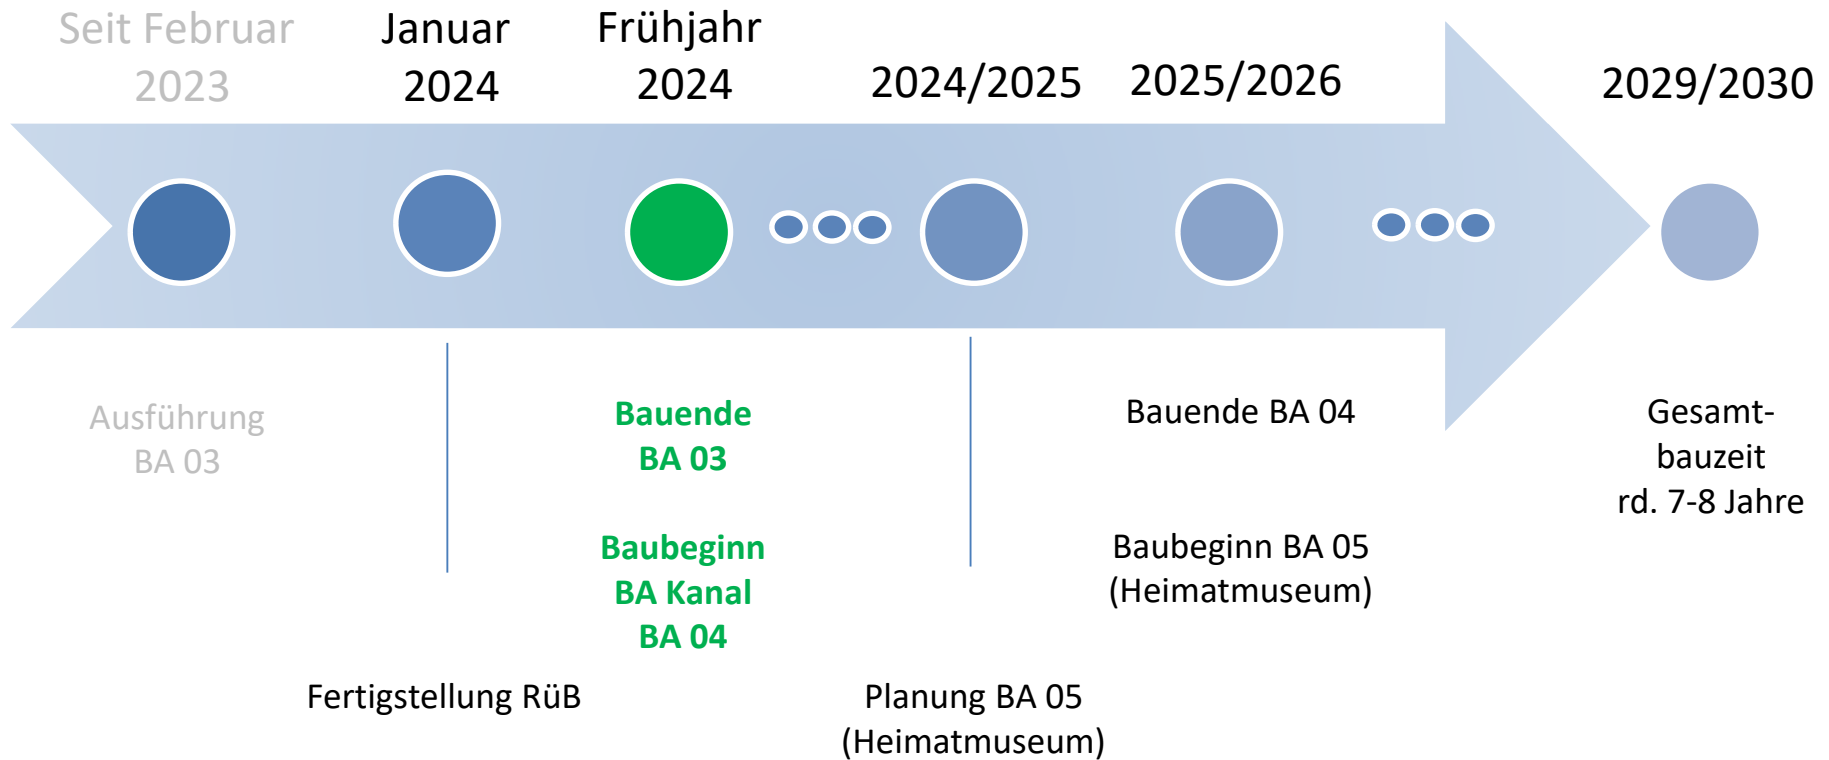 Seit Februar
2023
Januar
2024
Frühjahr
2024
2024/2025
2025/2026
2029/2030
Ausführung
BA 03
Fertigstellung RüB
Bauende
BA 03
Baubeginn
BA Kanal
BA 04
Planung BA 05
(Heimatmuseum)
Bauende BA 04
Baubeginn BA 05
(Heimatmuseum)
Gesamt-
bauzeit
rd. 7-8 Jahre